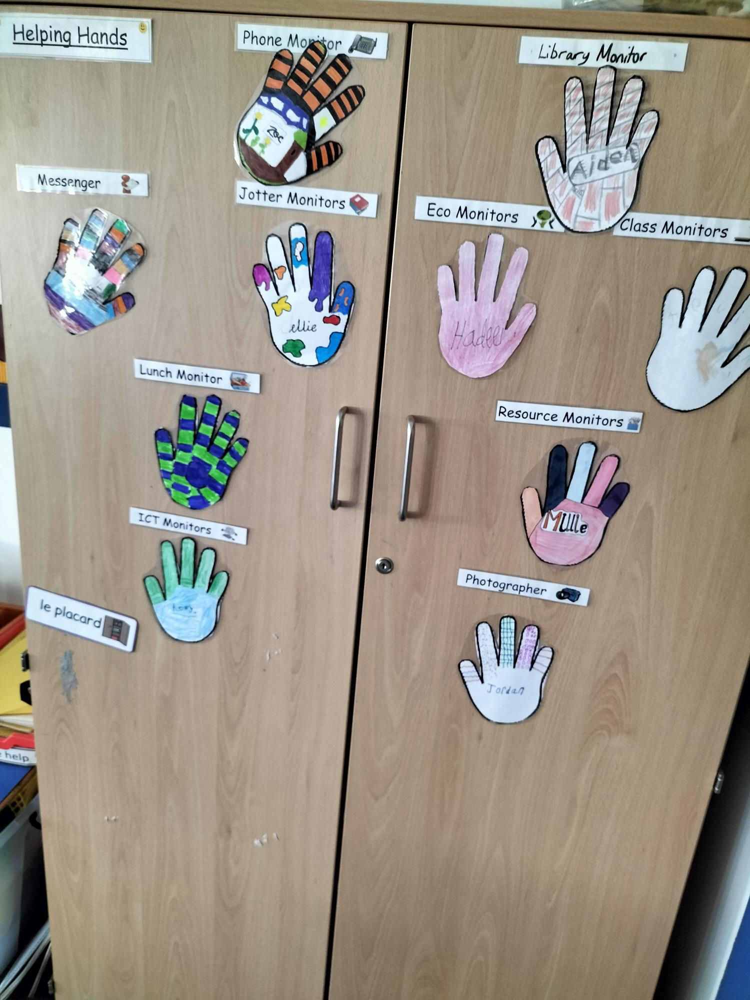 Helping Hands
Phone Monitor
Zoe
Messenger
Jotter Monitors
ellie
Lunch Monitor
ICT Monitors
le placard
help
Library Monitor
Aiden
Eco Monitors
Hadeel
Class Monitors
Resource Monitors
Millie
Photographer
Jordan